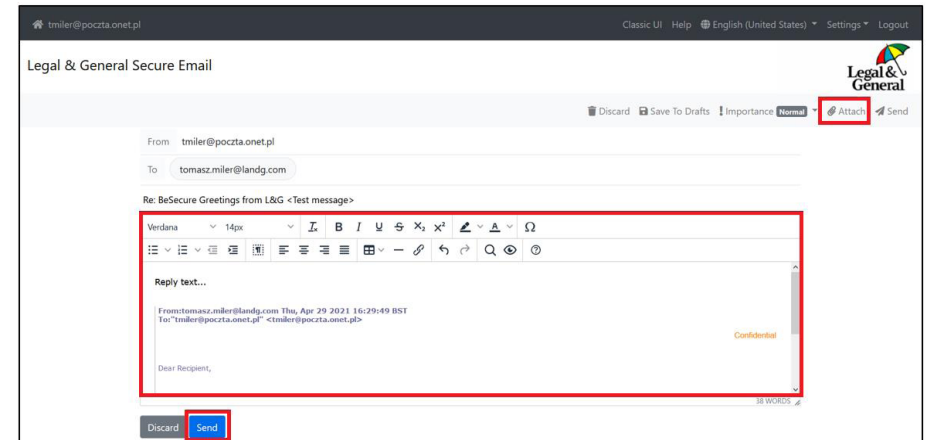 tmiler@poczta.onet.pl Classic UI Help English (United States) Settings Logout
Legal & General Secure Email
Legal &
General
Discard Save To Drafts Importance Normal Attach Send
From tmiler@poczta.onet.pl
To tomasz.miler@landg.com
Re: BeSecure Greetings from L&G <Test message>
Verdana 14px
Reply text...
From:tomasz.miler@landg.com Thu, Apr 29 2021 16:29:49 BST
To:"tmiler@poczta.onet.pl" <tmiler@poczta.onet.pl>
Confidential
Dear Recipient,
38 WORDS
Discard Send